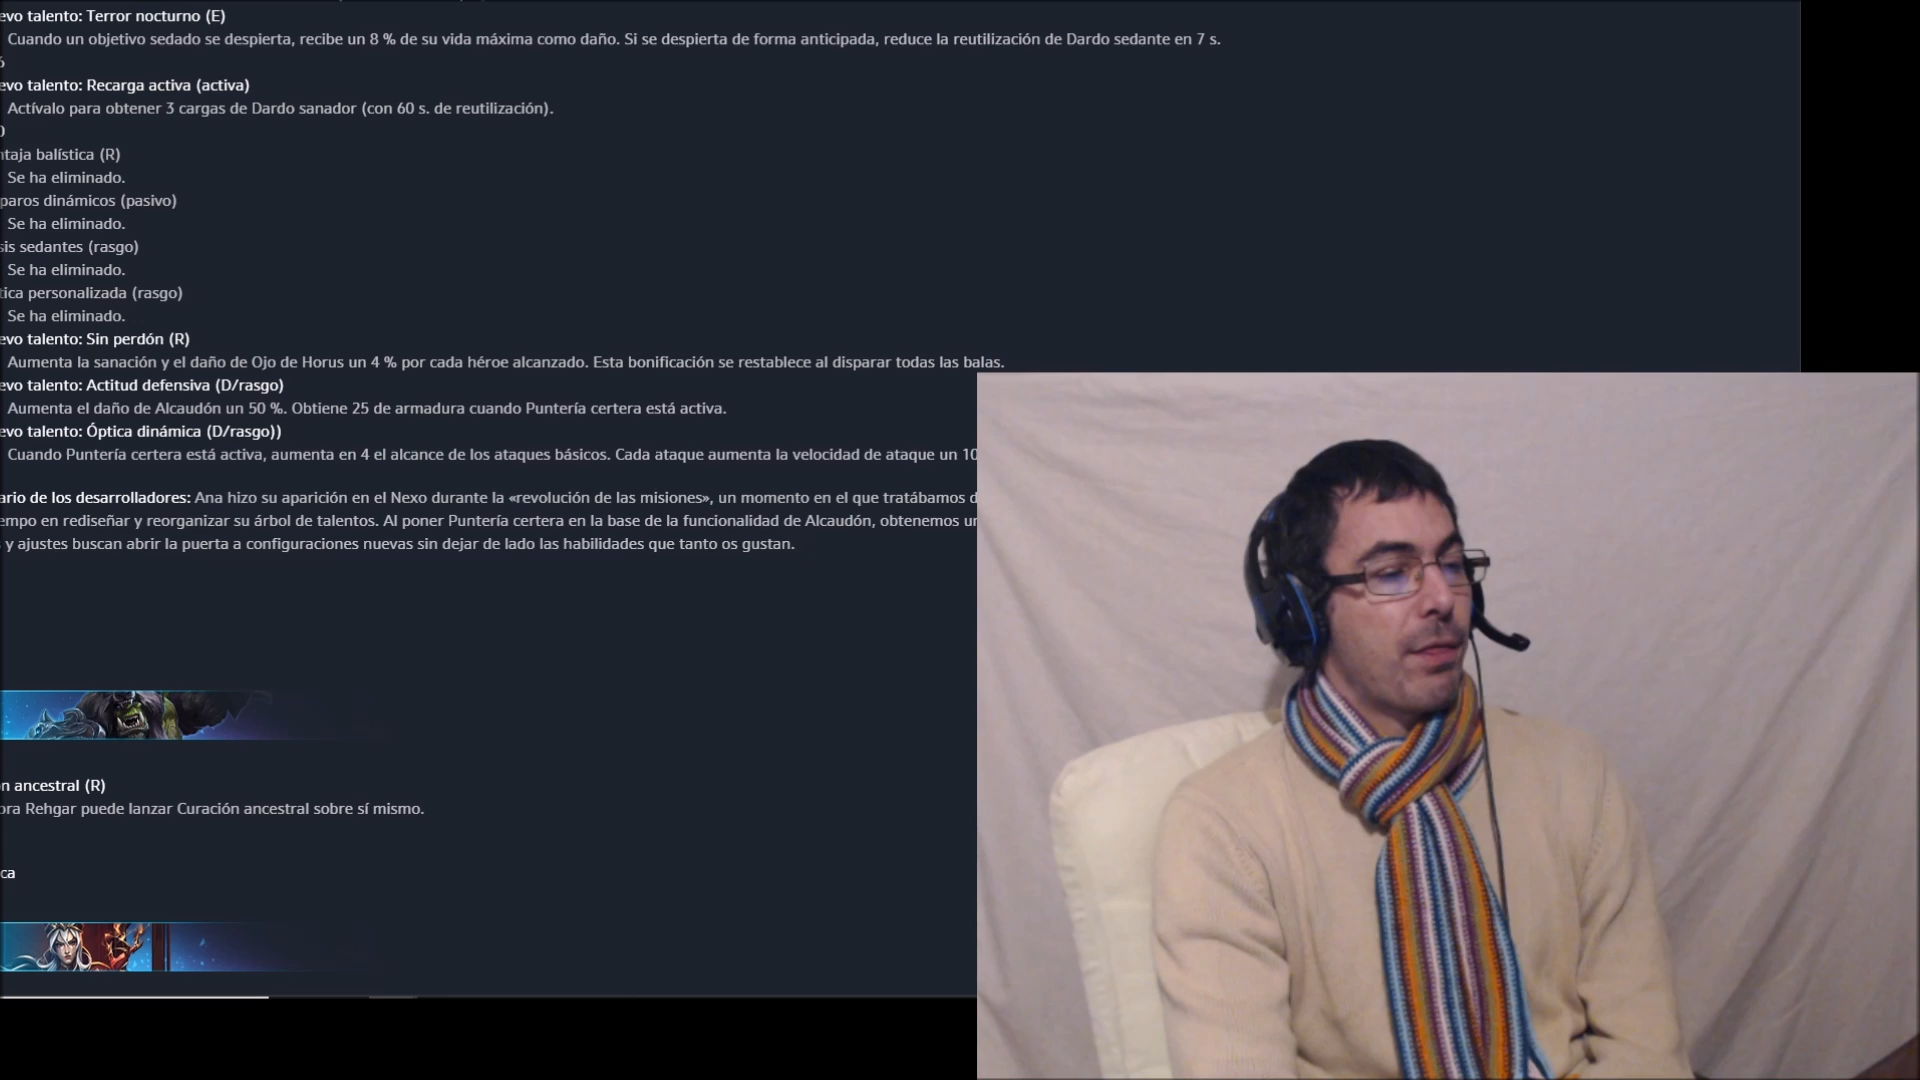 evo talento: Terror nocturno (E)
Cuando un objetivo sedado se despierta, recibe un 8 % de su vida máxima como daño. Si se despierta de forma anticipada, reduce la reutilización de Dardo sedante en 7 s.
evo talento: Recarga activa (activa)
Actívalo para obtener 3 cargas de Dardo sanador (con 60 s. de reutilización).
ntaja balística (R)
Se ha eliminado.
paros dinámicos (pasivo)
Se ha eliminado.
sis sedantes (rasgo)
Se ha eliminado.
tica personalizada (rasgo)
Se ha eliminado.
evo talento: Sin perdón (R)
Aumenta la sanación y el daño de Ojo de Horus un 4 % por cada héroe alcanzado. Esta bonificación se restablece al disparar todas las balas.
evo talento: Actitud defensiva (D/rasgo)
Aumenta el daño de Alcaudón un 50 %. Obtiene 25 de armadura cuando Puntería certera está activa.
evo talento: Óptica dinámica (D/rasgo))
Cuando Puntería certera está activa, aumenta en 4 el alcance de los ataques básicos. Cada ataque aumenta la velocidad de ataque un 10
ario de los desarrolladores: Ana hizo su aparición en el Nexo durante la «revolución de las misiones», un momento en el que tratábamos d
empo en rediseñar y reorganizar su árbol de talentos. Al poner Puntería certera en la base de la funcionalidad de Alcaudón, obtenemos ur
y ajustes buscan abrir la puerta a configuraciones nuevas sin dejar de lado las habilidades que tanto os gustan.
n ancestral (R)
ora Rehgar puede lanzar Curación ancestral sobre sí mismo.
ca